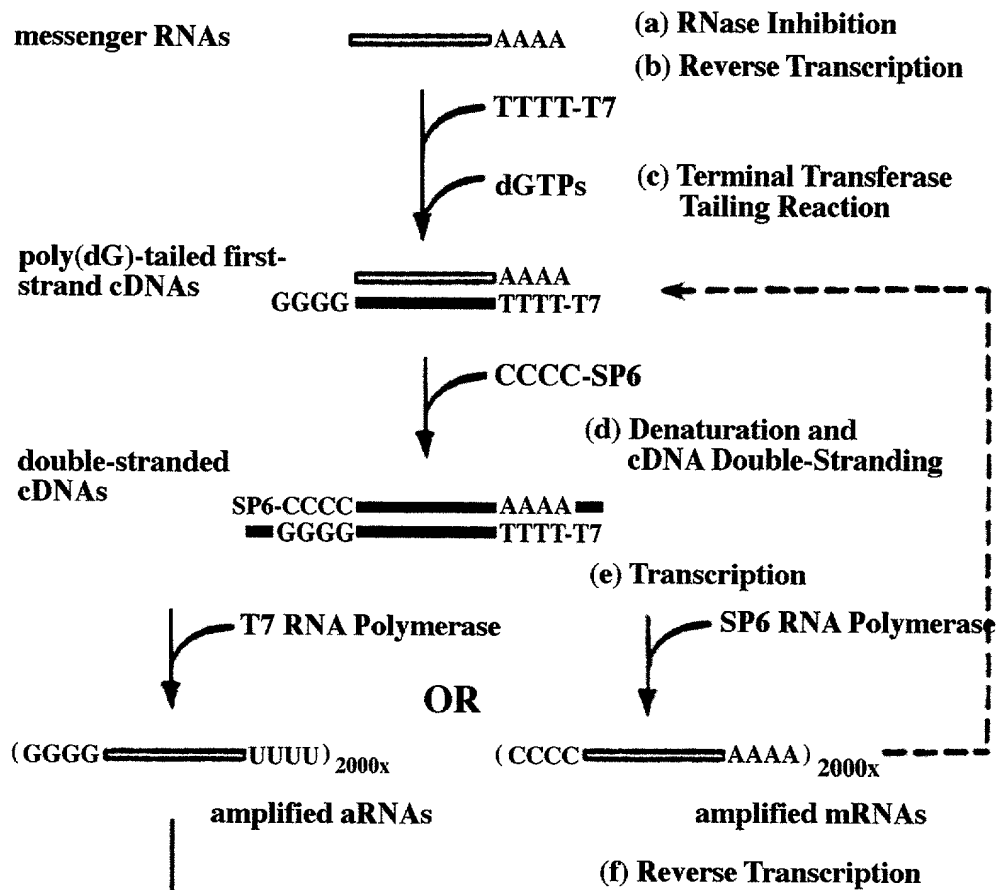 messenger RNAs
AAAA
(a) RNase Inhibition
(b) Reverse Transcription
TTTT-T7
dGTPs
(c) Terminal Transferase
Tailing Reaction
poly(dG)-tailed first-
strand cDNAs
AAAA
GGGG TTTT-T7
CCCC-SP6
(d) Denaturation and
cDNA Double-Stranding
double-stranded
cDNAs
SP6-CCCC AAAA
GGGG TTTT-T7
(e) Transcription
T7 RNA Polymerase
SP6 RNA Polymerase
OR
(GGGG UUUU) 2000x
(CCCC AAAA) 2000x
amplified aRNAs
amplified mRNAs
(f) Reverse Transcription